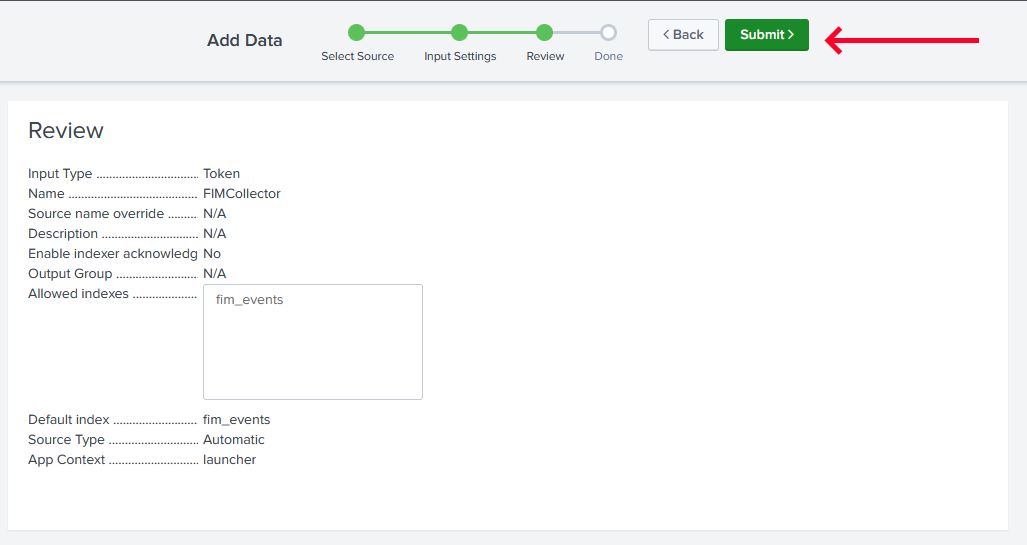 Add Data
Select Source
Input Settings
Review
Done
< Back
Submit >
Review
Input Type ................................ Token
Name ....................................... FIMCollector
Source name override ......... N/A
Description .............................. N/A
Enable indexer acknowledg No
Output Group ......................... N/A
Allowed indexes .................... fim_events
Default index .......................... fim_events
Source Type ............................ Automatic
App Context ............................ launcher